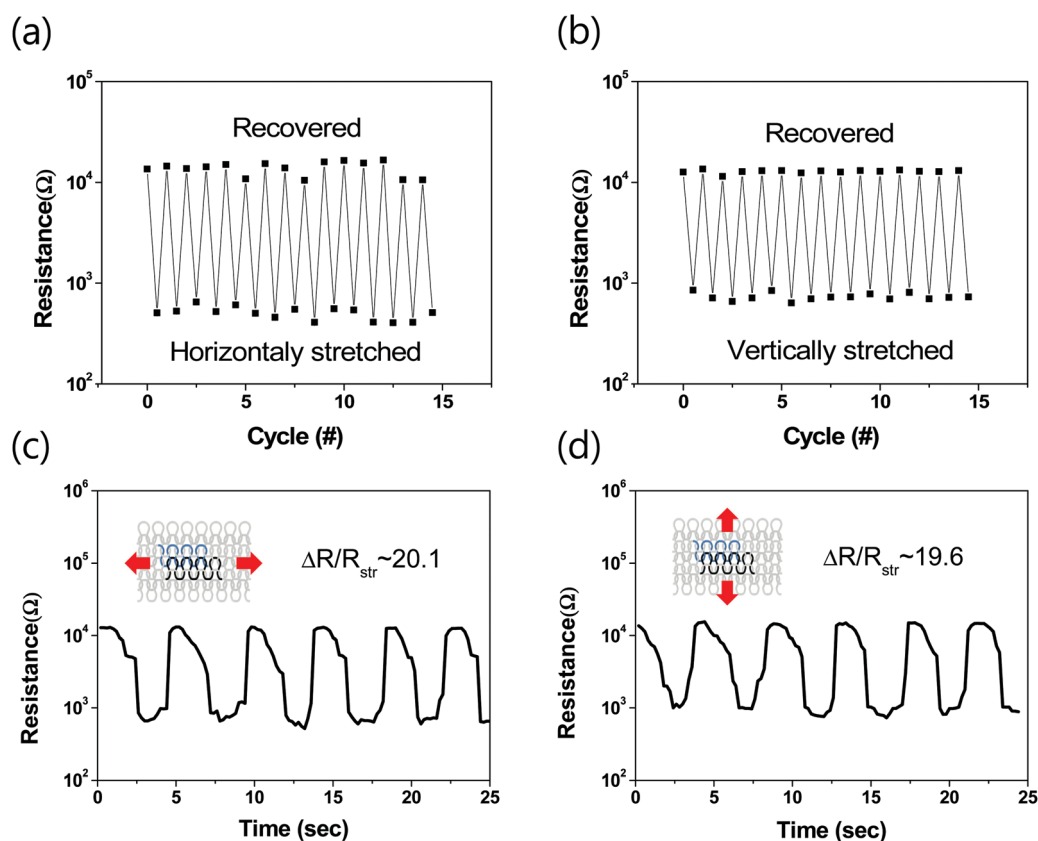 (a)
(b)
10⁵
10⁴
10³
10²
Resistance(Ω)
Recovered
Horizontaly stretched
0
5
10
15
Cycle (#)
10⁵
10⁴
10³
10²
Resistance(Ω)
Recovered
Vertically stretched
0
5
10
15
Cycle (#)
(c)
(d)
10⁶
10⁵
10⁴
10³
10²
Resistance(Ω)
ΔR/R_str~20.1
0
5
10
15
20
25
Time (sec)
10⁶
10⁵
10⁴
10³
10²
Resistance(Ω)
ΔR/R_str~19.6
0
5
10
15
20
25
Time (sec)